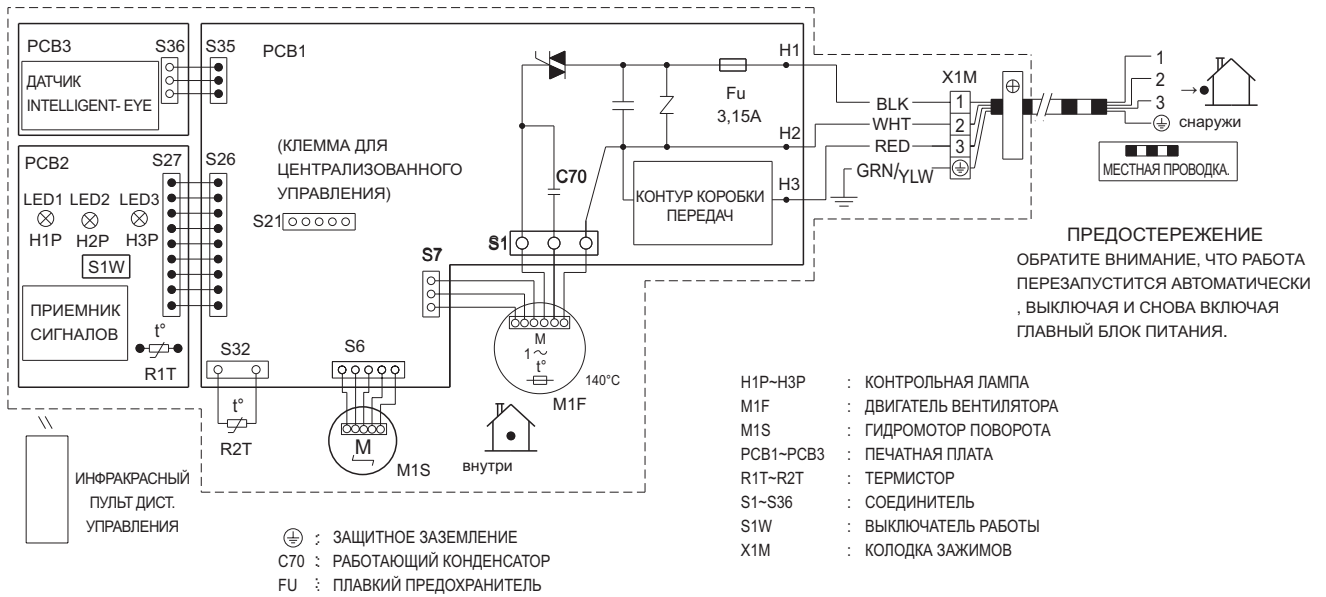 PCB3
S36
S35
PCB1
ДАТЧИК
INTELLIGENT- EYE
H1
Fu
3,15A
H2
H3
BLK
WHT
RED
GRN/YLW
X1M
1
2
3
1
2
3
снаружи
МЕСТНАЯ ПРОВОДКА.
PCB2
S27
S26
LED1 LED2 LED3
H1P
H2P
H3P
S1W
ПРИЕМНИК
СИГНАЛОВ
t°
R1T
(КЛЕММА ДЛЯ
ЦЕНТРАЛИЗОВАННОГО
УПРАВЛЕНИЯ)
S21
C70
КОНТУР КОРОБКИ
ПЕРЕДАЧ
S1
S7
M
1 ~
t°
140°C
M1F
S32
t°
R2T
S6
M
M1S
внутри
ИНФРАКРАСНЫЙ
ПУЛЬТ ДИСТ.
УПРАВЛЕНИЯ
ПРЕДОСТЕРЕЖЕНИЕ
ОБРАТИТЕ ВНИМАНИЕ, ЧТО РАБОТА
ПЕРЕЗАПУСТИТСЯ АВТОМАТИЧЕСКИ
, ВЫКЛЮЧАЯ И СНОВА ВКЛЮЧАЯ
ГЛАВНЫЙ БЛОК ПИТАНИЯ.
: ЗАЩИТНОЕ ЗАЗЕМЛЕНИЕ
C70 : РАБОТАЮЩИЙ КОНДЕНСАТОР
FU : ПЛАВКИЙ ПРЕДОХРАНИТЕЛЬ
H1P~H3P : КОНТРОЛЬНАЯ ЛАМПА
M1F : ДВИГАТЕЛЬ ВЕНТИЛЯТОРА
M1S : ГИДРОМОТОР ПОВОРОТА
PCB1~PCB3 : ПЕЧАТНАЯ ПЛАТА
R1T~R2T : ТЕРМИСТОР
S1~S36 : СОЕДИНИТЕЛЬ
S1W : ВЫКЛЮЧАТЕЛЬ РАБОТЫ
X1M : КОЛОДКА ЗАЖИМОВ